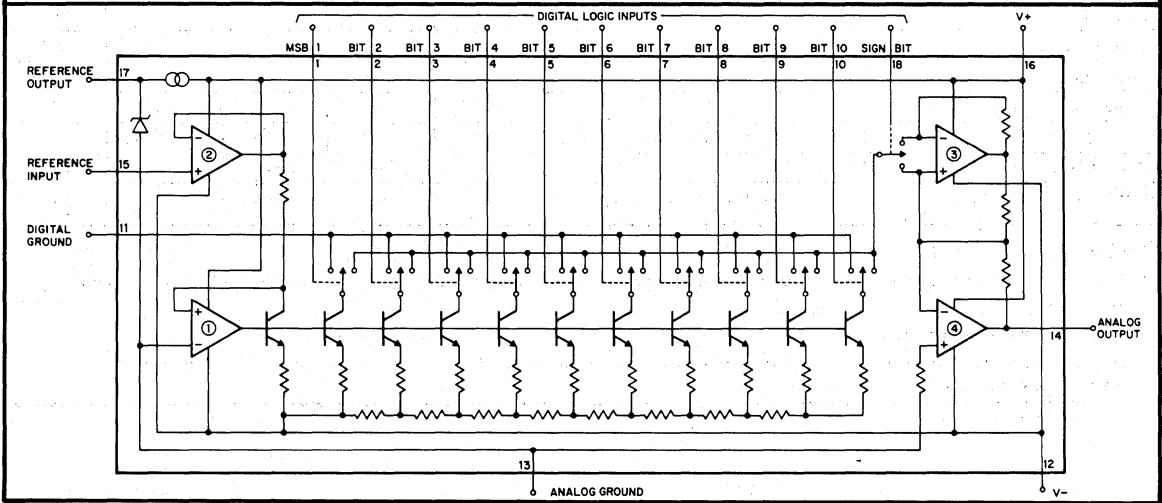 DIGITAL LOGIC INPUTS
V+
MSB 1 BIT 2 BIT 3 BIT 4 BIT 5 BIT 6 BIT 7 BIT 8 BIT 9 BIT 10 SIGN BIT
1 2 3 4 5 6 7 8 9 10 18 16
REFERENCE OUTPUT 17
REFERENCE INPUT 15
DIGITAL GROUND 11
- 2 +
- 3 +
+ 1 -
- 4 +
14 ANALOG OUTPUT
13 ANALOG GROUND
12 V-